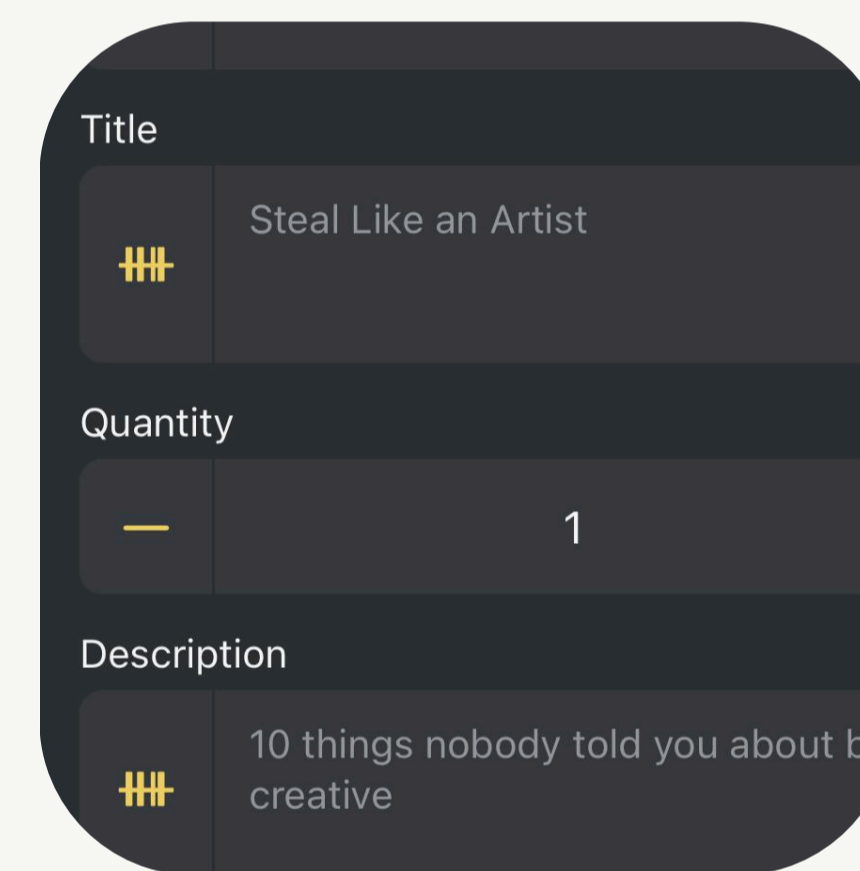 Title
Steal Like an Artist
Quantity
1
Description
10 things nobody told you about
creative